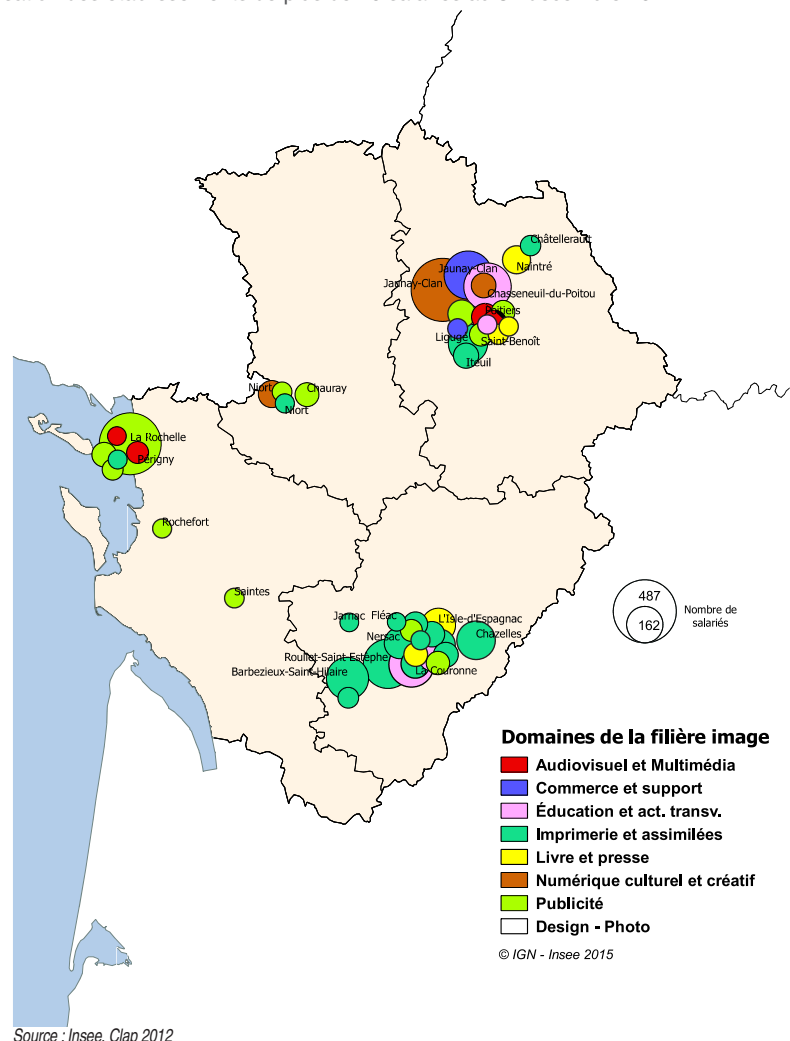 Châtellerault
Naintré
Jaunay-Clan
Jaunay-Clan
Chasseneuil-du-Poitou
Poitiers
Ligugé
Saint-Benoît
Iteuil
Niort
Chauray
Niort
La Rochelle
Périgny
Rochefort
Saintes
Jarnac
Fléac
L'Isle-d'Espagnac
Chazelles
Nersac
Roullet-Saint-Estèphe
Barbezieux-Saint-Hilaire
La Couronne
487
162
Nombre de
salariés
Domaines de la filière image
Audiovisuel et Multimédia
Commerce et support
Éducation et act. transv.
Imprimerie et assimilées
Livre et presse
Numérique culturel et créatif
Publicité
Design - Photo
© IGN - Insee 2015
Source : Insee, Clap 2012